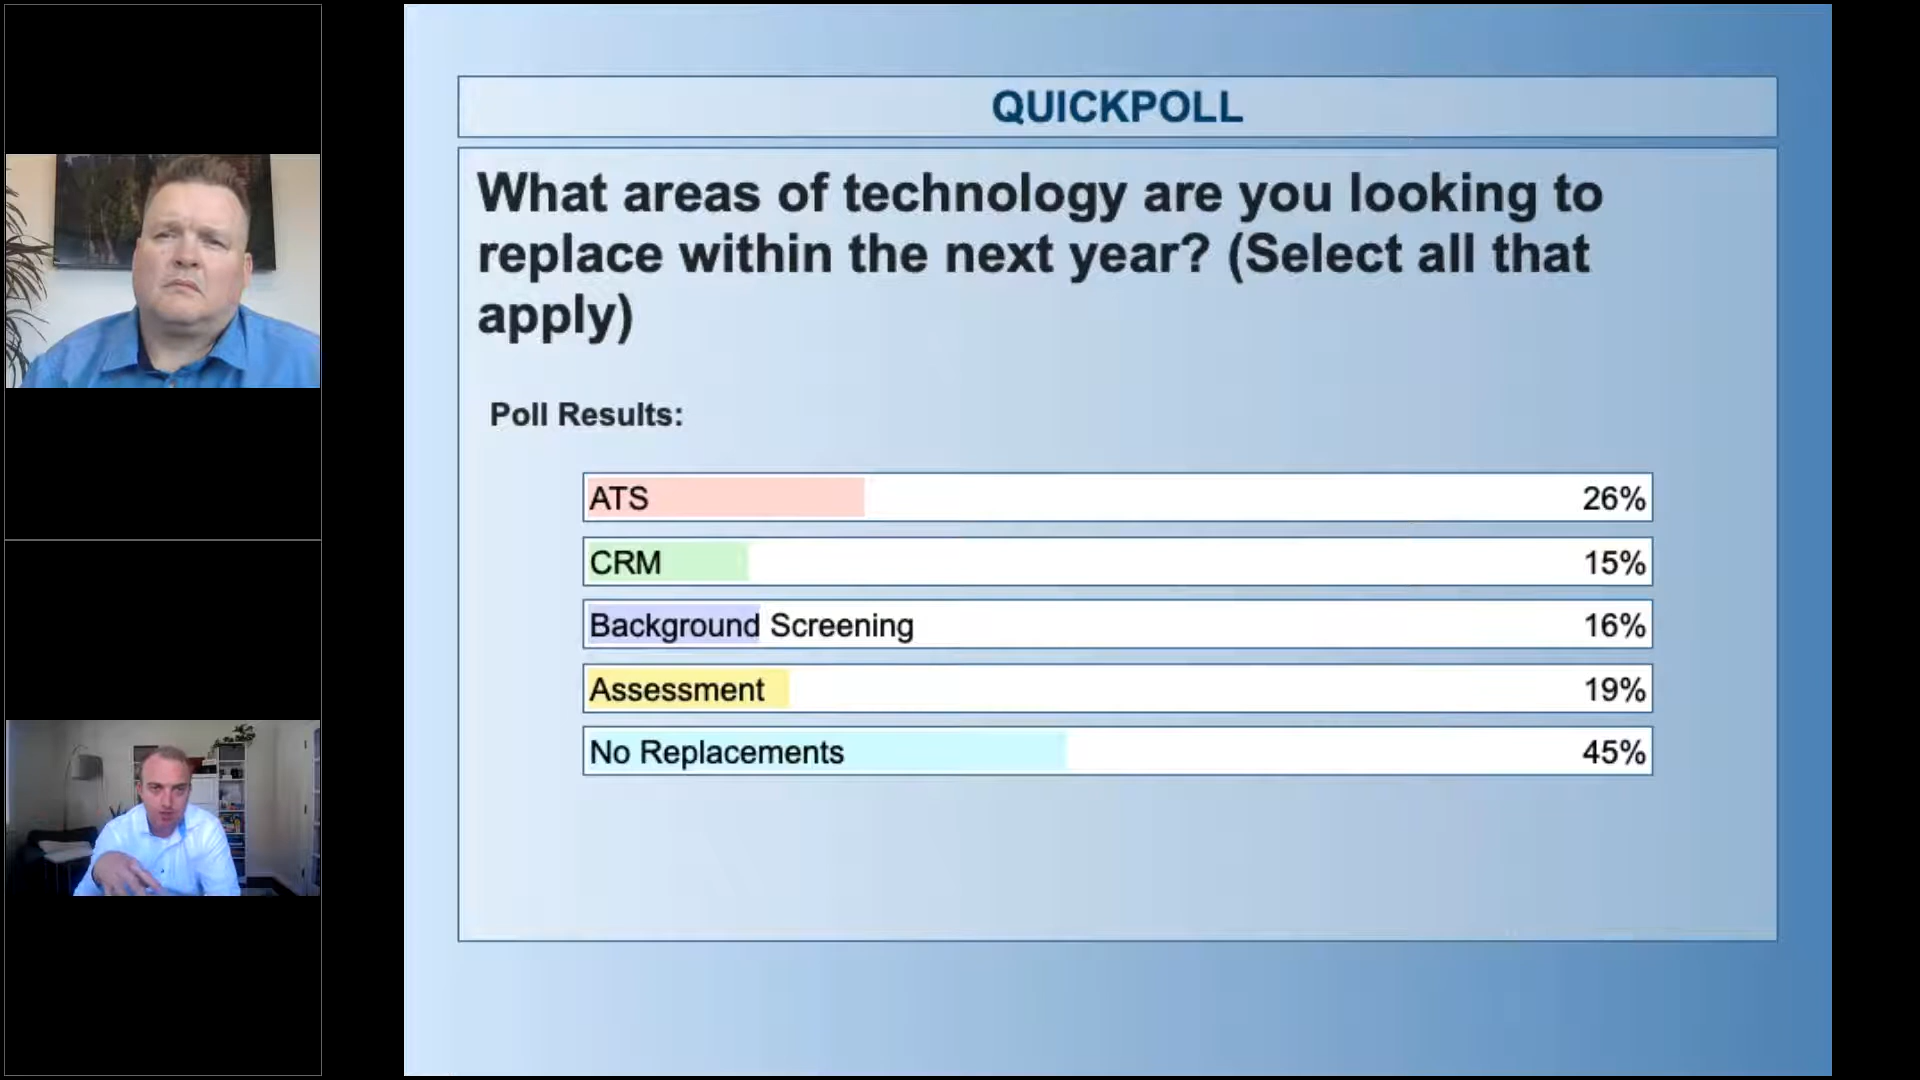 QUICKPOLL
What areas of technology are you looking to
replace within the next year? (Select all that
apply)
Poll Results:
ATS 26%
CRM 15%
Background Screening 16%
Assessment 19%
No Replacements 45%